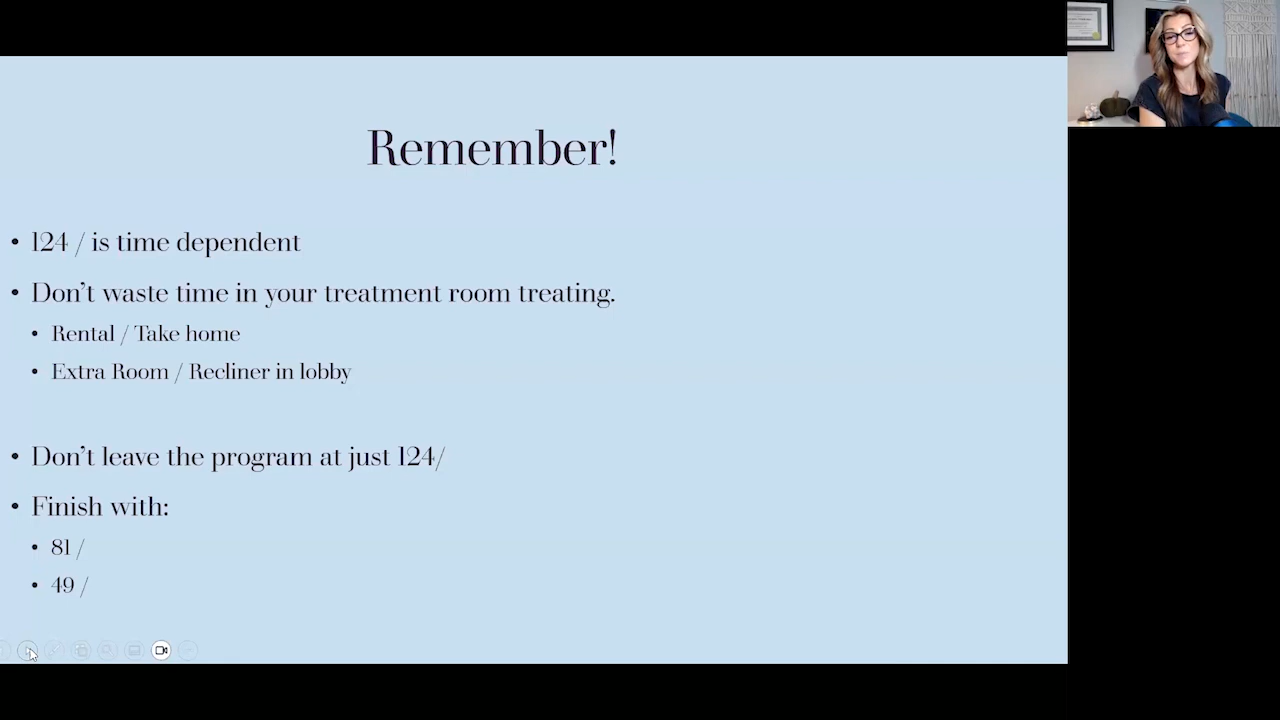 Remember!
• 124 / is time dependent
• Don't waste time in your treatment room treating.
• Rental / Take home
• Extra Room / Recliner in lobby
• Don't leave the program at just 124/
• Finish with:
• 81 /
• 49 /